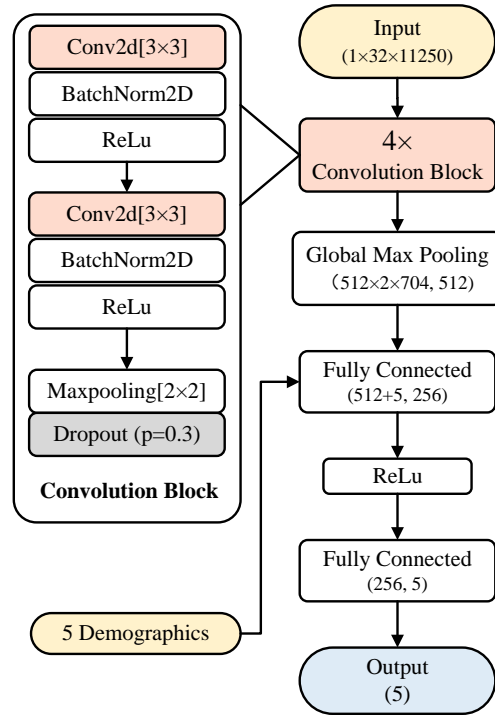 Conv2d[3×3]
BatchNorm2D
ReLu
Conv2d[3×3]
BatchNorm2D
ReLu
Maxpooling[2×2]
Dropout (p=0.3)
Convolution Block
5 Demographics
Input
(1×32×11250)
4×
Convolution Block
Global Max Pooling
（512×2×704, 512)
Fully Connected
(512+5, 256)
ReLu
Fully Connected
(256, 5)
Output
(5)